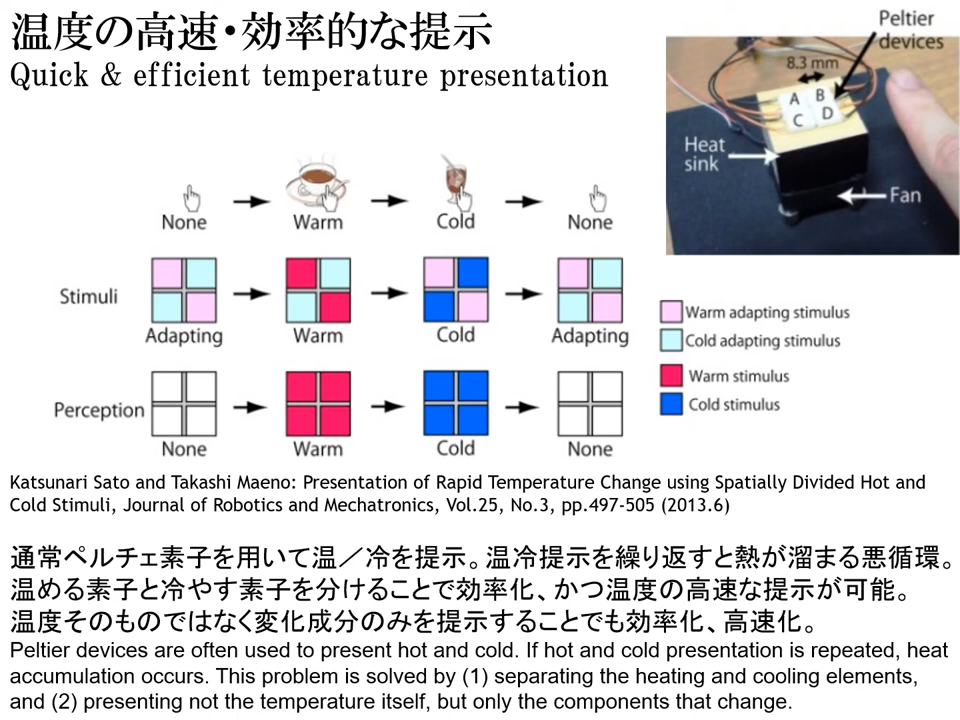 温度の高速・効率的な提示
Quick & efficient temperature presentation
Peltier devices
8.3 mm
A B
C D
Heat sink
Fan
None
Warm
Cold
None
Stimuli
Adapting
Warm
Cold
Adapting
Warm adapting stimulus
Cold adapting stimulus
Warm stimulus
Cold stimulus
Perception
None
Warm
Cold
None
Katsunari Sato and Takashi Maeno: Presentation of Rapid Temperature Change using Spatially Divided Hot and
Cold Stimuli, Journal of Robotics and Mechatronics, Vol.25, No.3, pp.497-505 (2013.6)
通常ペルチェ素子を用いて温／冷を提示。温冷提示を繰り返すと熱が溜まる悪循環。
温める素子と冷やす素子を分けることで効率化、かつ温度の高速な提示が可能。
温度そのものではなく変化成分のみを提示することでも効率化、高速化。
Peltier devices are often used to present hot and cold. If hot and cold presentation is repeated, heat
accumulation occurs. This problem is solved by (1) separating the heating and cooling elements,
and (2) presenting not the temperature itself, but only the components that change.